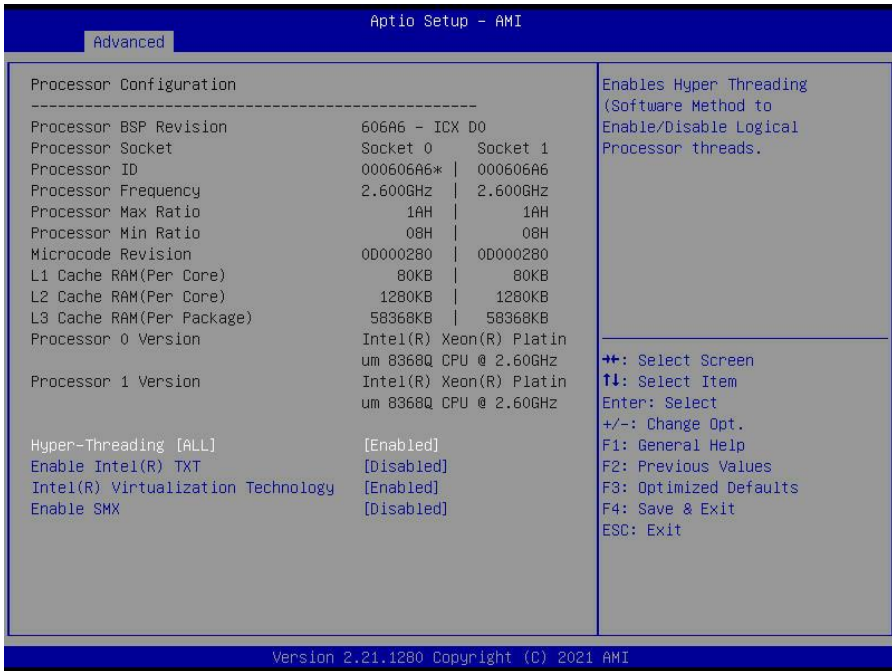 Aptio Setup - AMI
Advanced
Processor Configuration
--------------------------------------------------
Processor BSP Revision 606A6 - ICX D0
Processor Socket Socket 0 Socket 1
Processor ID 000606A6* | 000606A6
Processor Frequency 2.600GHz | 2.600GHz
Processor Max Ratio 1AH | 1AH
Processor Min Ratio 08H | 08H
Microcode Revision 0D000280 | 0D000280
L1 Cache RAM(Per Core) 80KB | 80KB
L2 Cache RAM(Per Core) 1280KB | 1280KB
L3 Cache RAM(Per Package) 58368KB | 58368KB
Processor 0 Version Intel(R) Xeon(R) Platin
um 8368Q CPU @ 2.60GHz
Processor 1 Version Intel(R) Xeon(R) Platin
um 8368Q CPU @ 2.60GHz
Hyper-Threading [ALL] [Enabled]
Enable Intel(R) TXT [Disabled]
Intel(R) Virtualization Technology [Enabled]
Enable SMX [Disabled]
Enables Hyper Threading
(Software Method to
Enable/Disable Logical
Processor threads.
→←: Select Screen
↑↓: Select Item
Enter: Select
+/-: Change Opt.
F1: General Help
F2: Previous Values
F3: Optimized Defaults
F4: Save & Exit
ESC: Exit
Version 2.21.1280 Copyright (C) 2021 AMI